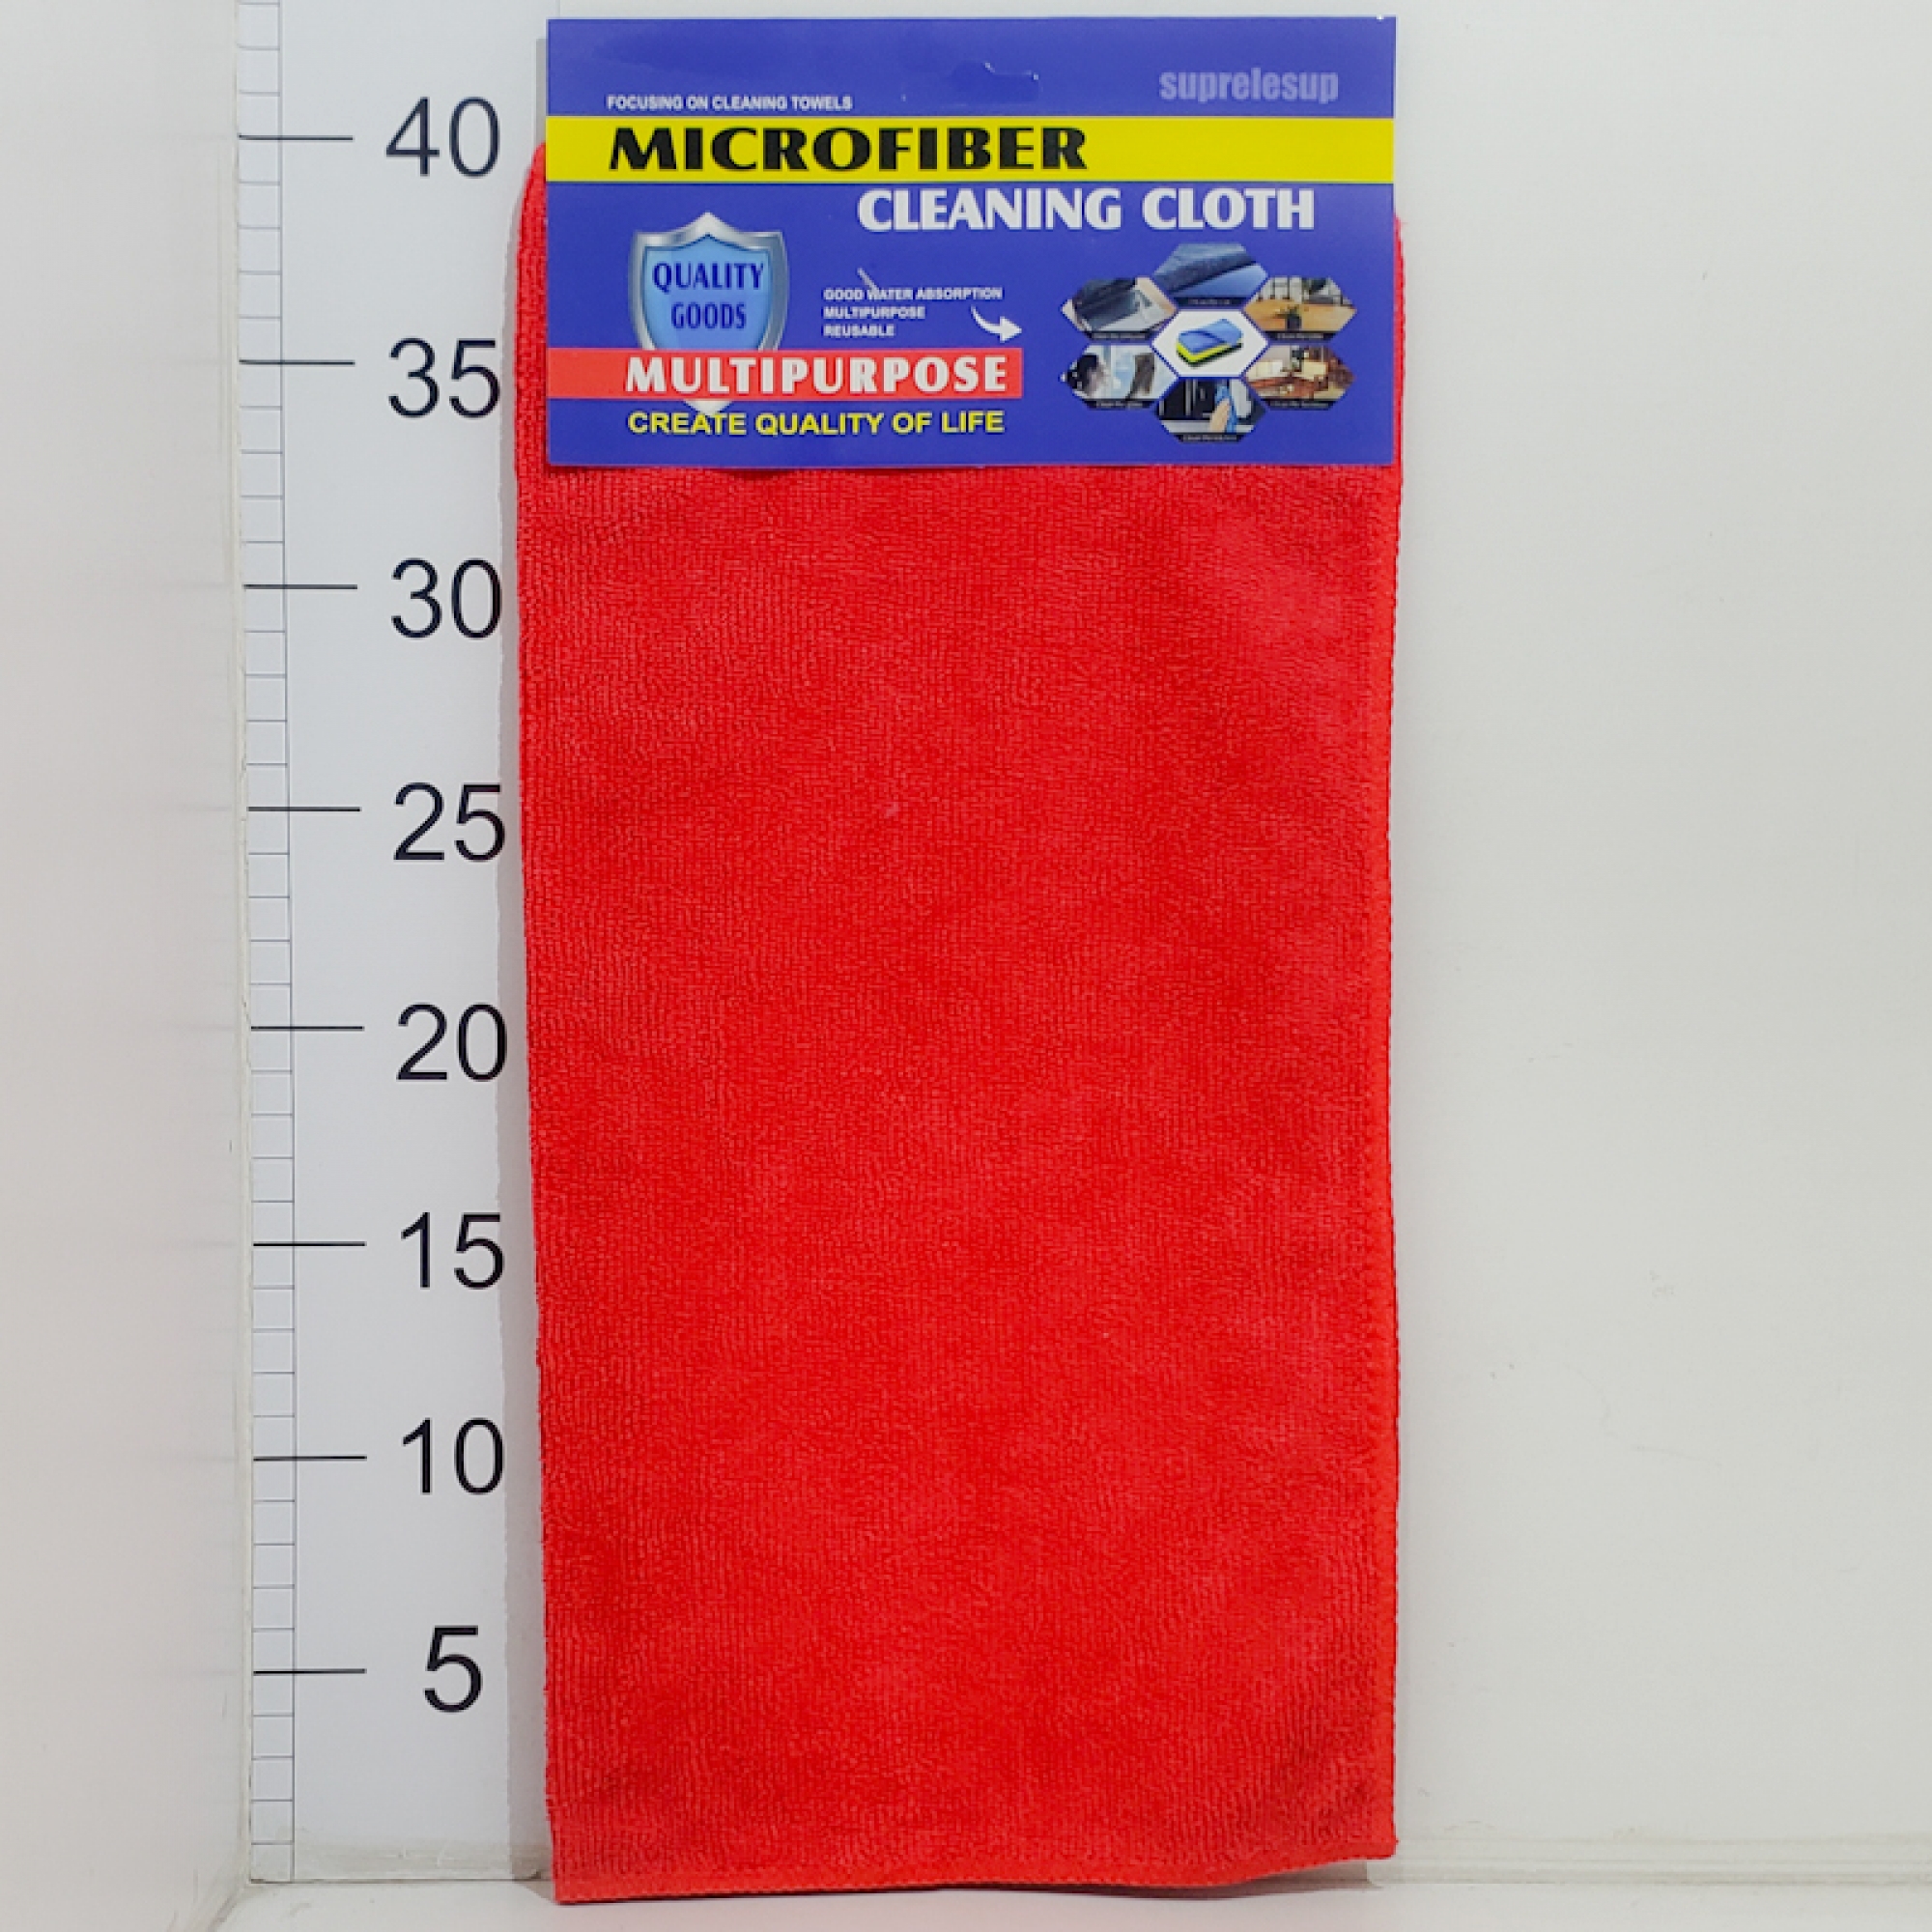 suprelesup
FOCUSING ON CLEANING TOWELS
MICROFIBER
CLEANING CLOTH
QUALITY
GOODS
GOOD WATER ABSORPTION
MULTIPURPOSE
REUSABLE
MULTIPURPOSE
CREATE QUALITY OF LIFE
40
35
30
25
20
15
10
5